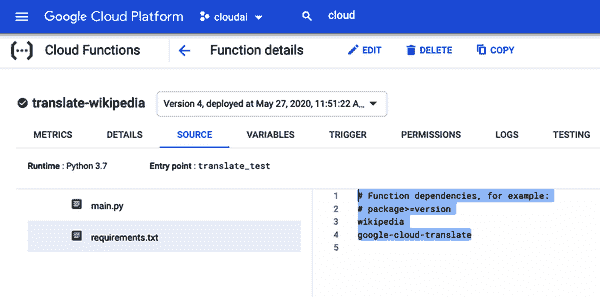 Google Cloud Platform cloudai cloud
(...) Cloud Functions Function details EDIT DELETE COPY
translate-wikipedia Version 4, deployed at May 27, 2020, 11:51:22 A...
METRICS DETAILS SOURCE VARIABLES TRIGGER PERMISSIONS LOGS TESTING
Runtime : Python 3.7 Entry point : translate_test
main.py
requirements.txt
1 # Function dependencies, for example:
2 # package>=version
3 wikipedia
4 google-cloud-translate
5